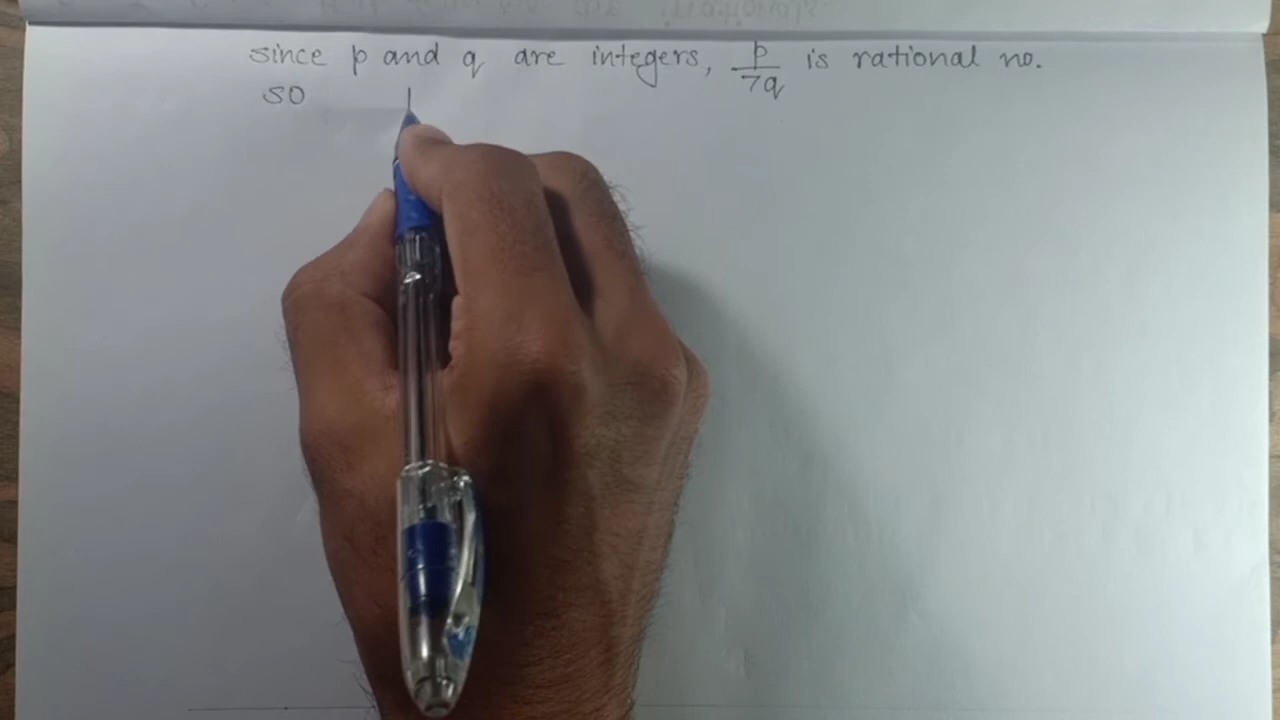 since p and q are integers, p/7q is rational no.
so